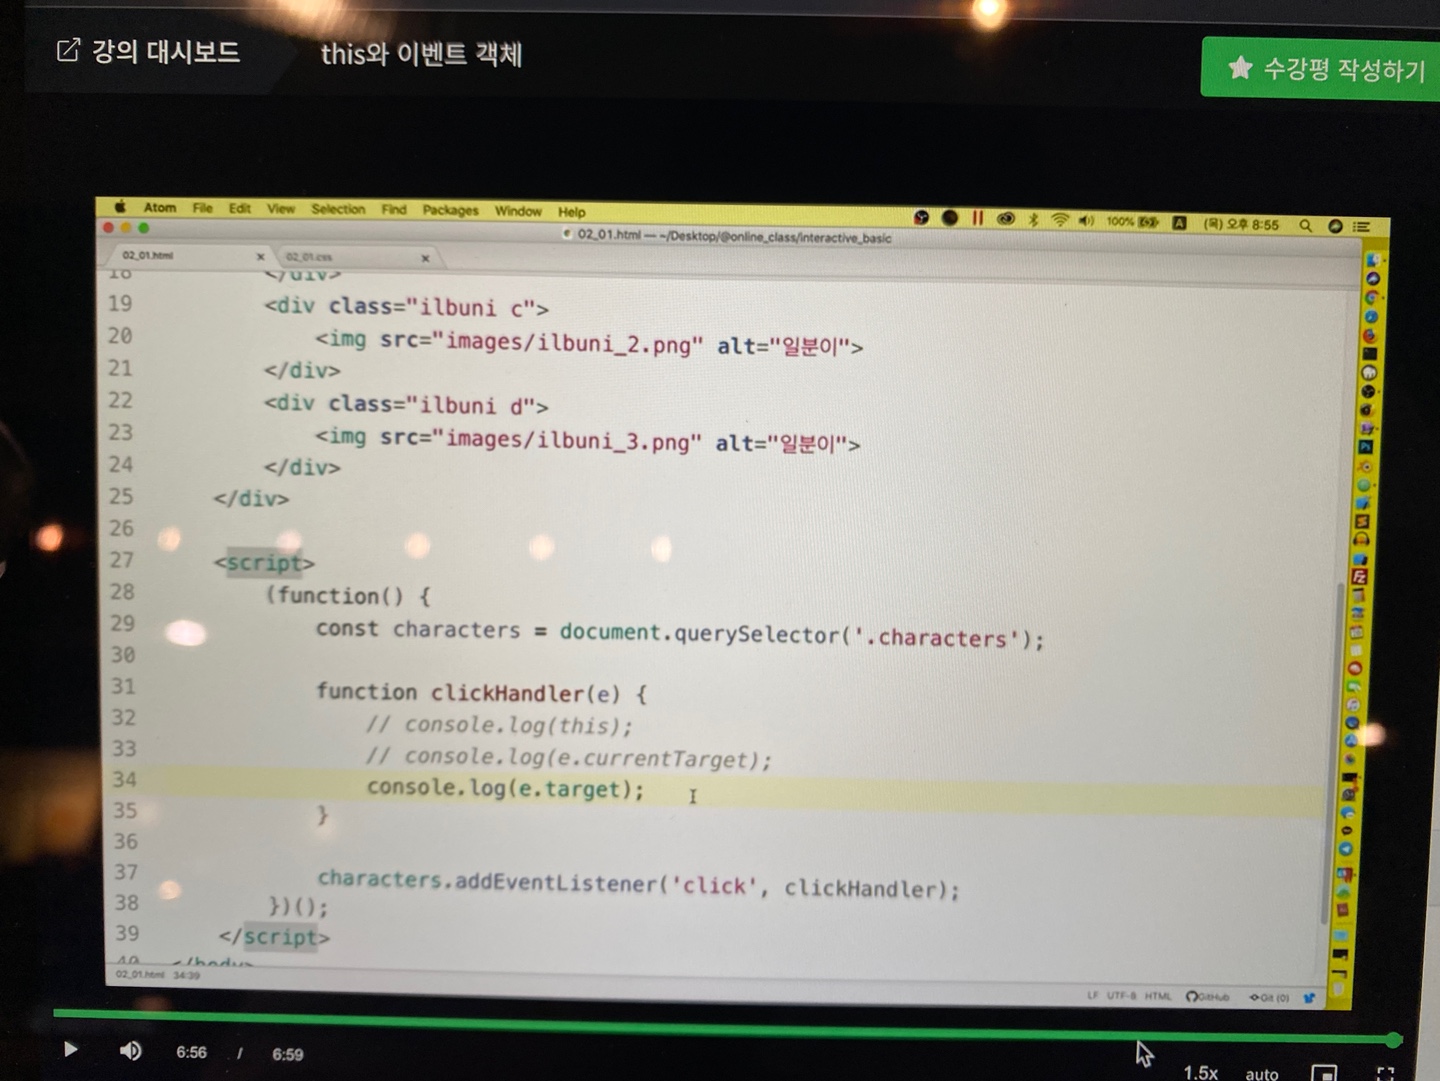 강의 대시보드
this와 이벤트 객체
★ 수강평 작성하기
Atom File Edit View Selection Find Packages Window Help
100%
A
(목) 오후 8:55
02_01.html — ~/Desktop/@online_class/interactive_basic
02_01.html
02_01.css
18 </div>
19 <div class="ilbuni c">
20 <img src="images/ilbuni_2.png" alt="일분이">
21 </div>
22 <div class="ilbuni d">
23 <img src="images/ilbuni_3.png" alt="일분이">
24 </div>
25 </div>
26
27 <script>
28 (function() {
29 const characters = document.querySelector('.characters');
30
31 function clickHandler(e) {
32 // console.log(this);
33 // console.log(e.currentTarget);
34 console.log(e.target);
35 }
36
37 characters.addEventListener('click', clickHandler);
38 })();
39 </script>
40 </body>
02_01.html 34:39
LF UTF-8 HTML GitHub Git (0)
6:56 / 6:59
1.5x auto